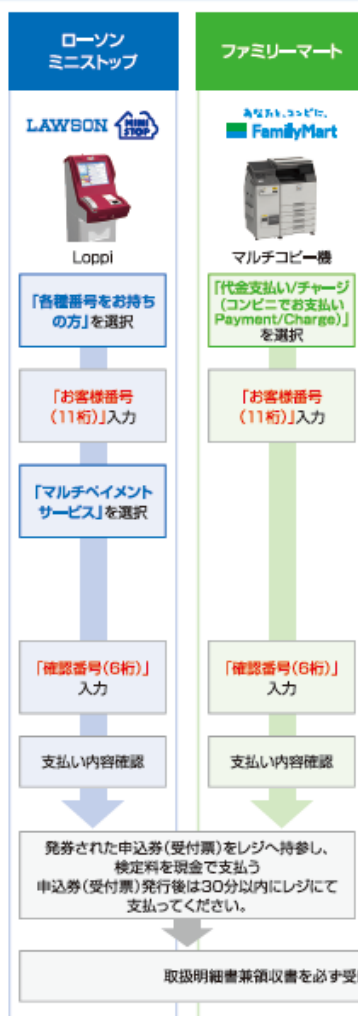 ローソン
ミニストップ
LAWSON
MINI
STOP
Loppi
「各種番号をお持ち
の方」を選択
「お客様番号
(11桁)」入力
「マルチペイメント
サービス」を選択
「確認番号(6桁)」
入力
支払い内容確認
ファミリーマート
あなたと、コンビに、
FamilyMart
マルチコピー機
「代金支払い/チャージ
(コンビニでお支払い
Payment/Charge)」
を選択
「お客様番号
(11桁)」入力
「確認番号(6桁)」
入力
支払い内容確認
発券された申込券(受付票)をレジへ持参し、
検定料を現金で支払う
申込券(受付票)発行後は30分以内にレジにて
支払ってください。
取扱明細書兼領収書を必ず受